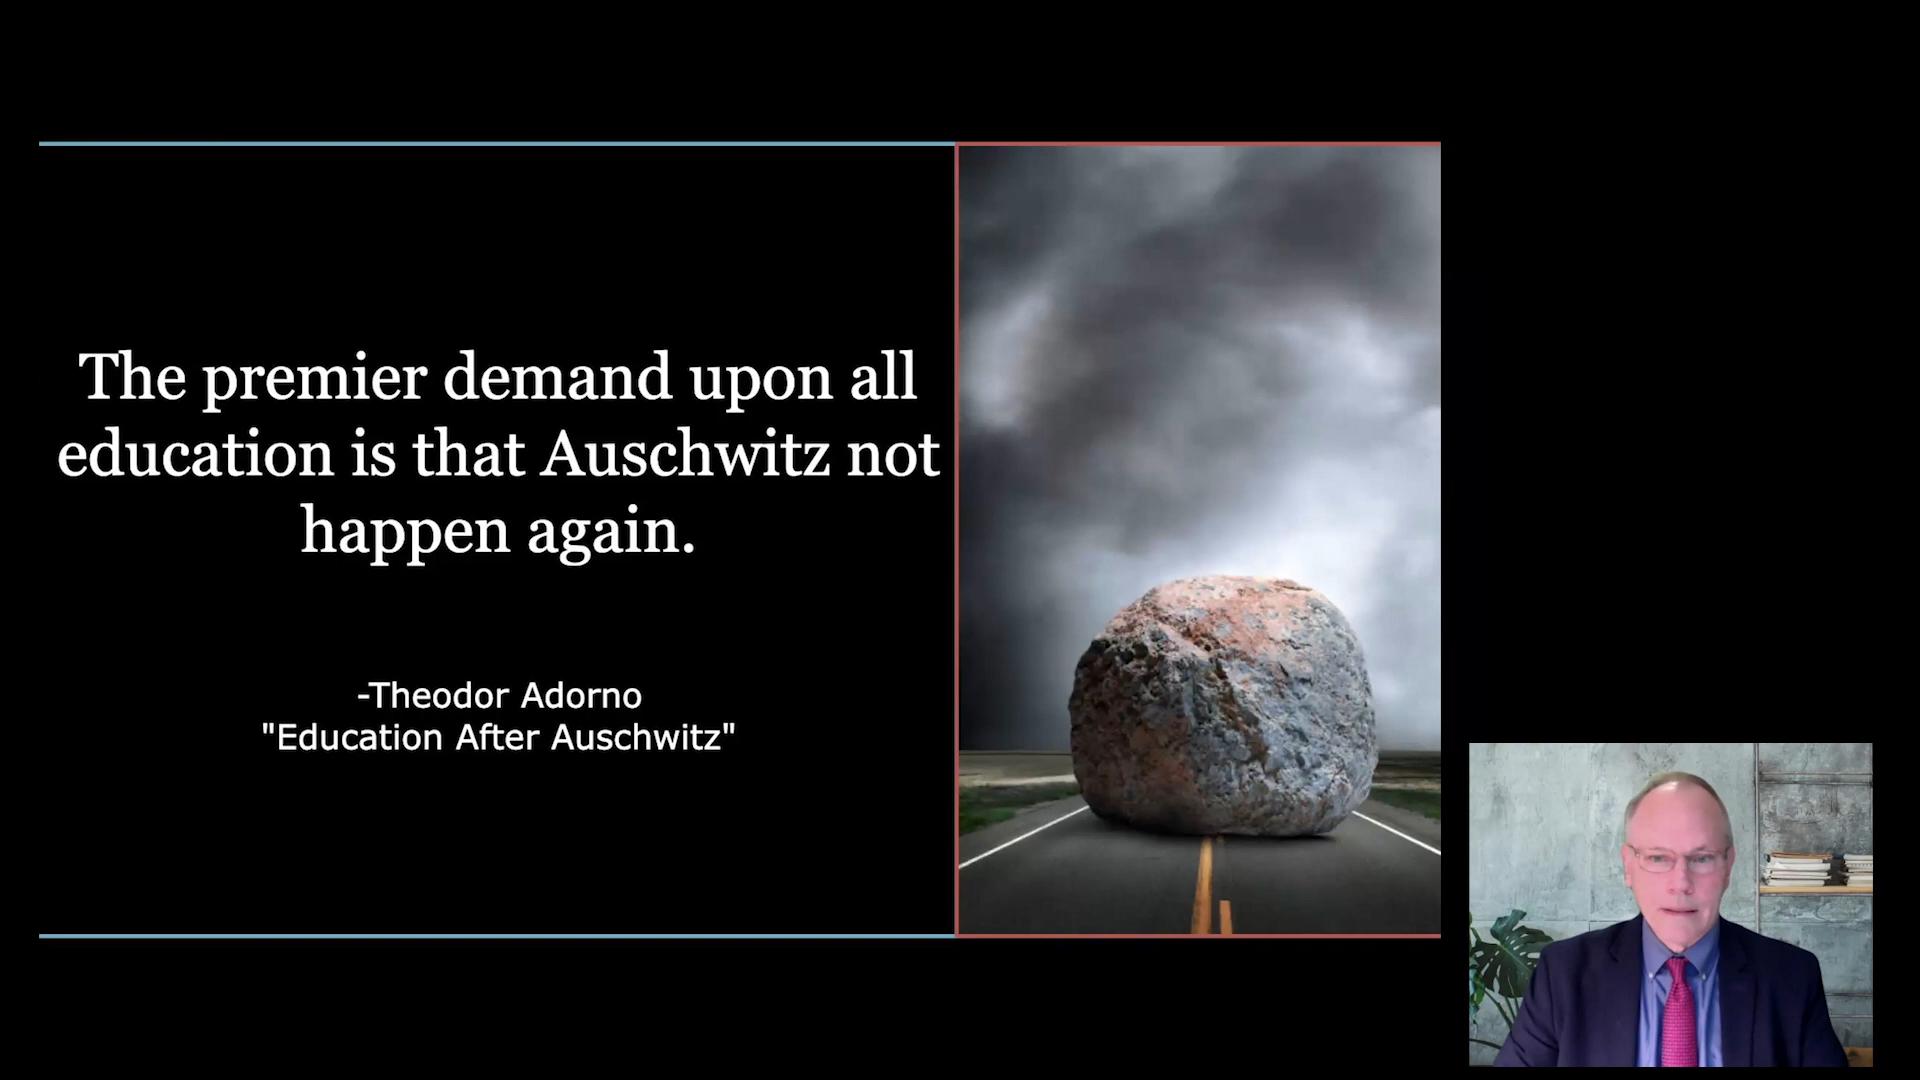 The premier demand upon all
education is that Auschwitz not
happen again.
-Theodor Adorno
"Education After Auschwitz"